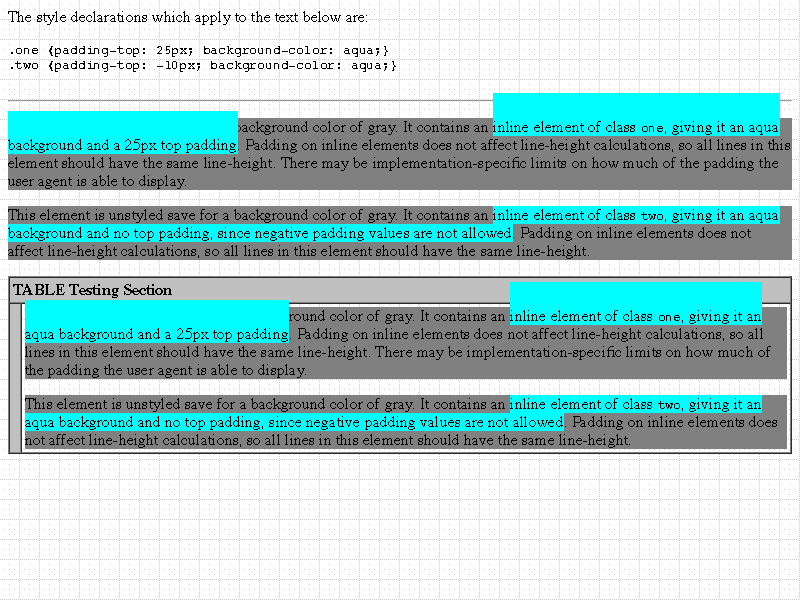 The style declarations which apply to the text below are:
.one {padding-top: 25px; background-color: aqua;}
.two {padding-top: -10px; background-color: aqua;}
background color of gray. It contains an inline element of class one, giving it an aqua
background and a 25px top padding. Padding on inline elements does not affect line-height calculations, so all lines in this
element should have the same line-height. There may be implementation-specific limits on how much of the padding the
user agent is able to display.
This element is unstyled save for a background color of gray. It contains an inline element of class two, giving it an aqua
background and no top padding, since negative padding values are not allowed. Padding on inline elements does not
affect line-height calculations, so all lines in this element should have the same line-height.
TABLE Testing Section
round color of gray. It contains an inline element of class one, giving it an
aqua background and a 25px top padding. Padding on inline elements does not affect line-height calculations, so all
lines in this element should have the same line-height. There may be implementation-specific limits on how much of
the padding the user agent is able to display.
This element is unstyled save for a background color of gray. It contains an inline element of class two, giving it an
aqua background and no top padding, since negative padding values are not allowed. Padding on inline elements does
not affect line-height calculations, so all lines in this element should have the same line-height.